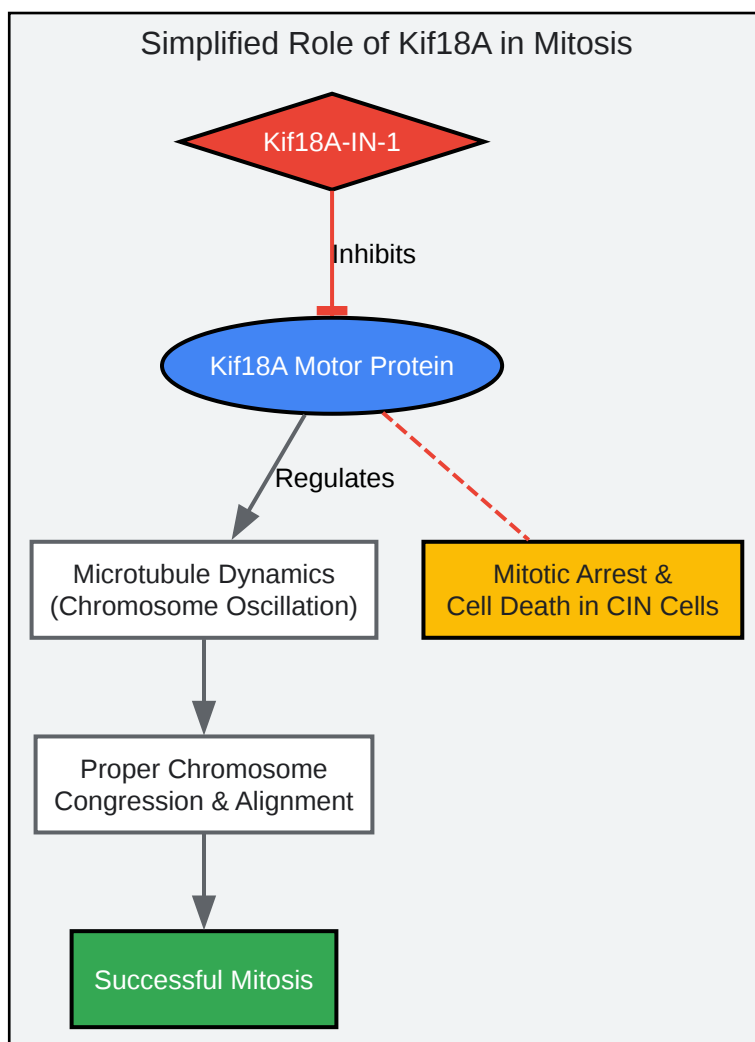 Simplified Role of Kif18A in Mitosis
Kif18A-IN-1
Inhibits
Kif18A Motor Protein
Regulates
Microtubule Dynamics
(Chromosome Oscillation)
Mitotic Arrest &
Cell Death in CIN Cells
Proper Chromosome
Congression & Alignment
Successful Mitosis